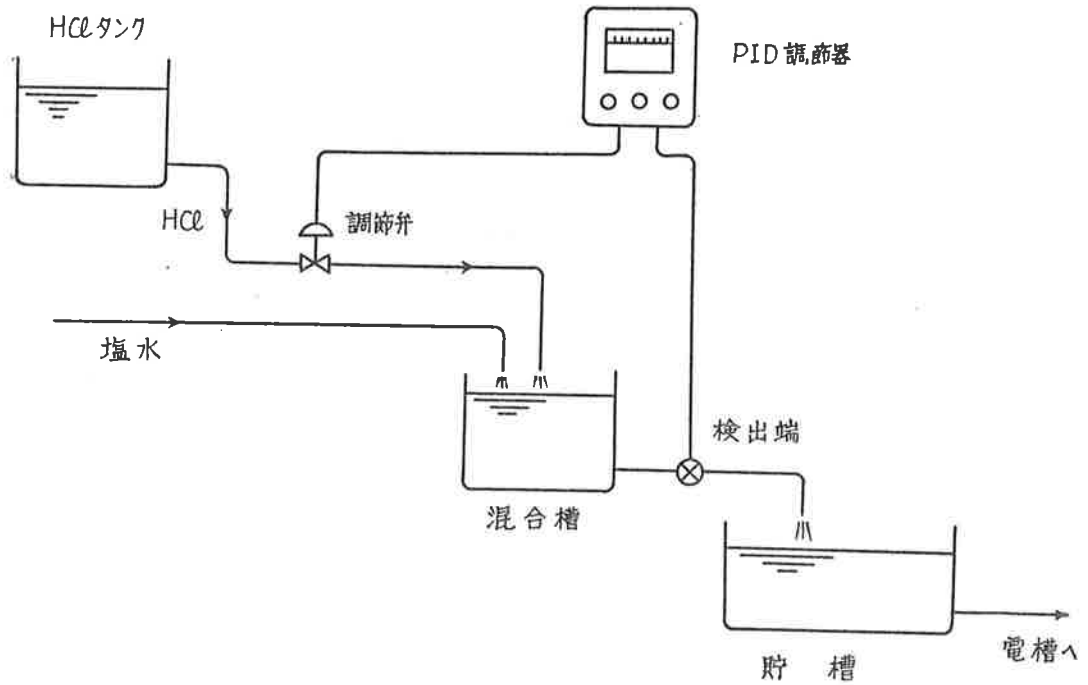 HClタンク
PID調節器
HCl
調節弁
塩水
検出端
混合槽
電槽へ
貯 槽